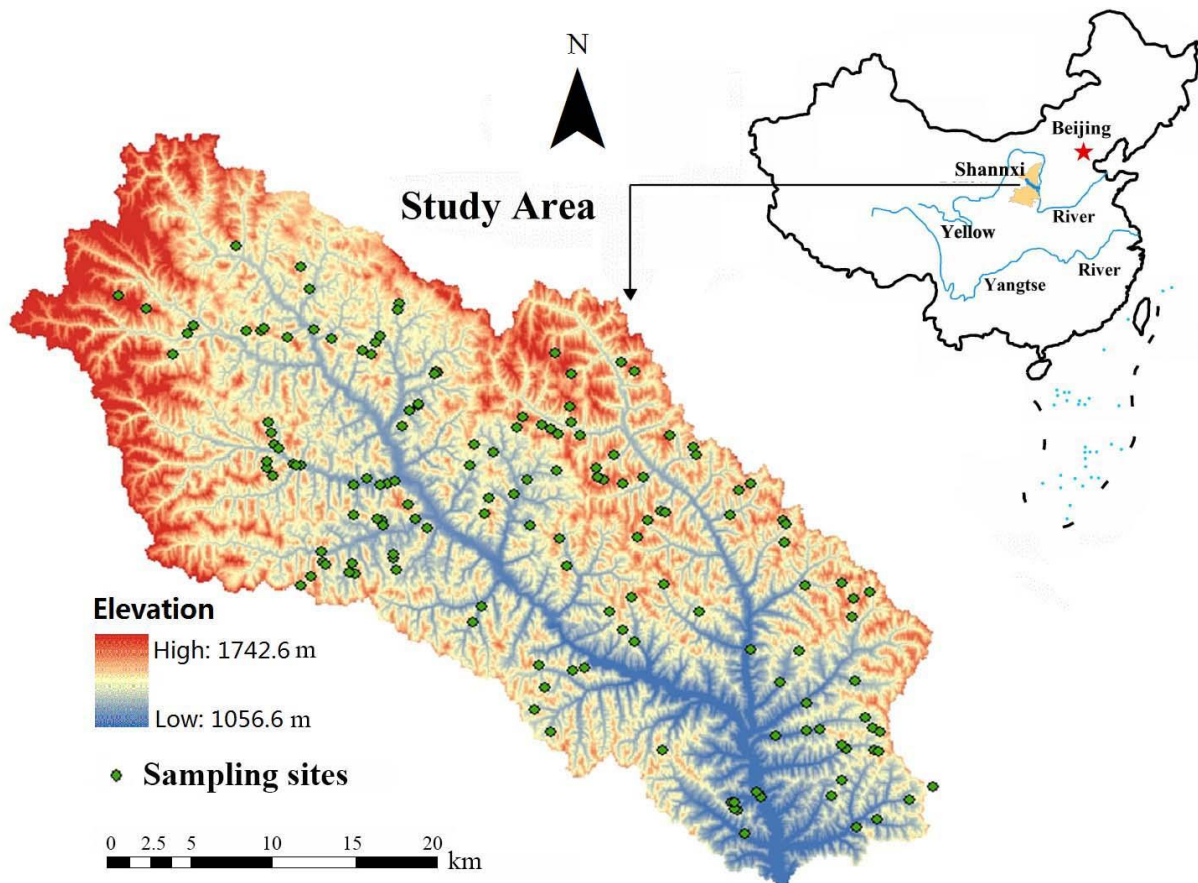 N
Study Area
Beijing
Shannxi
River
Yellow
River
Yangtse
Elevation
High: 1742.6 m
Low: 1056.6 m
Sampling sites
0 2.5 5 10 15 20
km